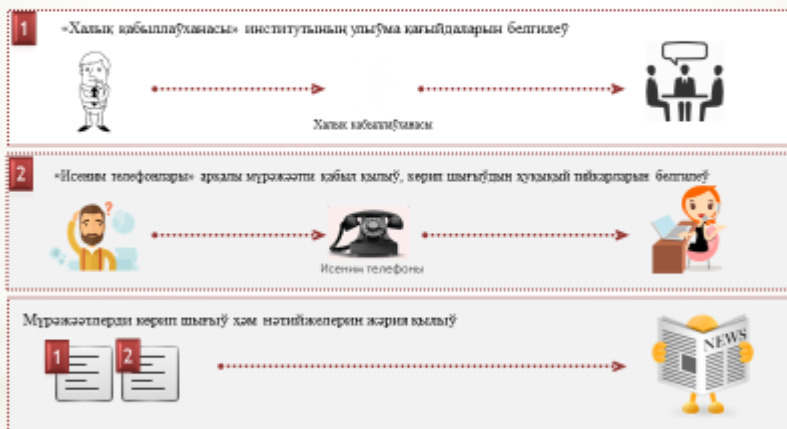 1
«Халық қабыллаўханасы» институтының улыўма қағыйдаларын белгилеў
Халық қабыллаўханасы
2
«Исеним телефонлары» арқалы мүрәжәәтти қабыл қылыў, көрип шығыўдың ҳуқықый тийкарларын белгилеў
Исеним телефоны
Мүрәжәәтлерди көрип шығыў ҳәм нәтийжелерин жәрия қылыў
1 2
NEWS